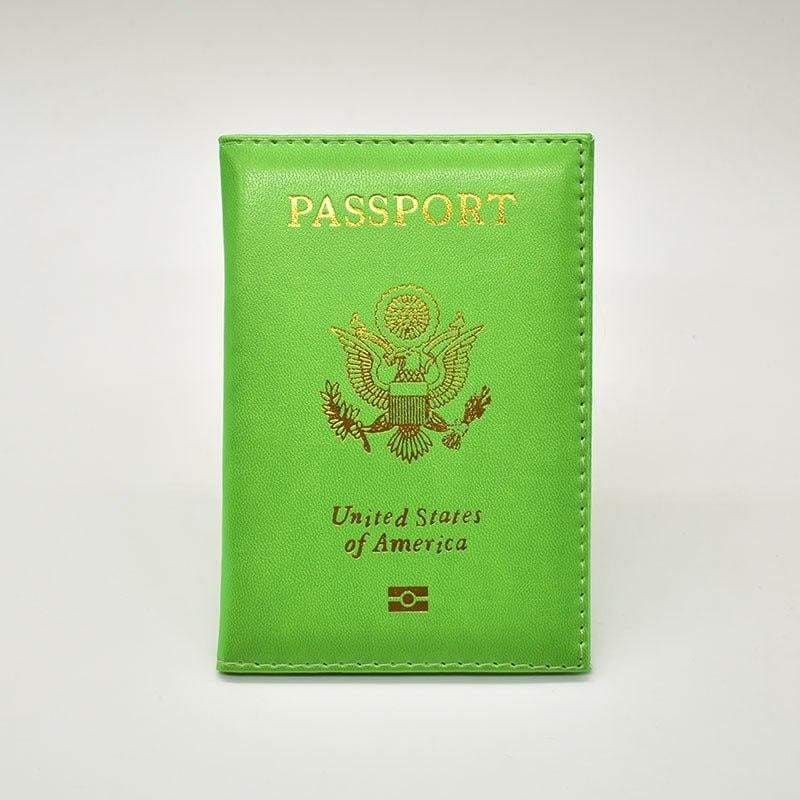 PASSPORT
United States
of America